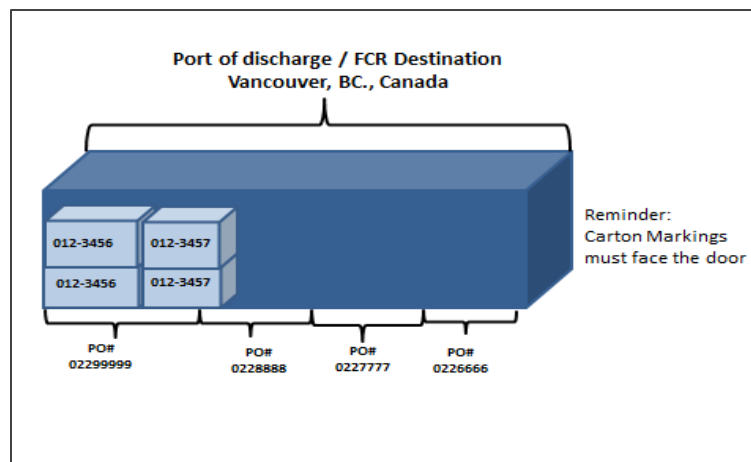 Port of discharge / FCR Destination
Vancouver, BC., Canada
Reminder:
Carton Markings
must face the door
012-3456
012-3457
012-3456
012-3457
PO#
02299999
PO#
0228888
PO#
0227777
PO#
0226666